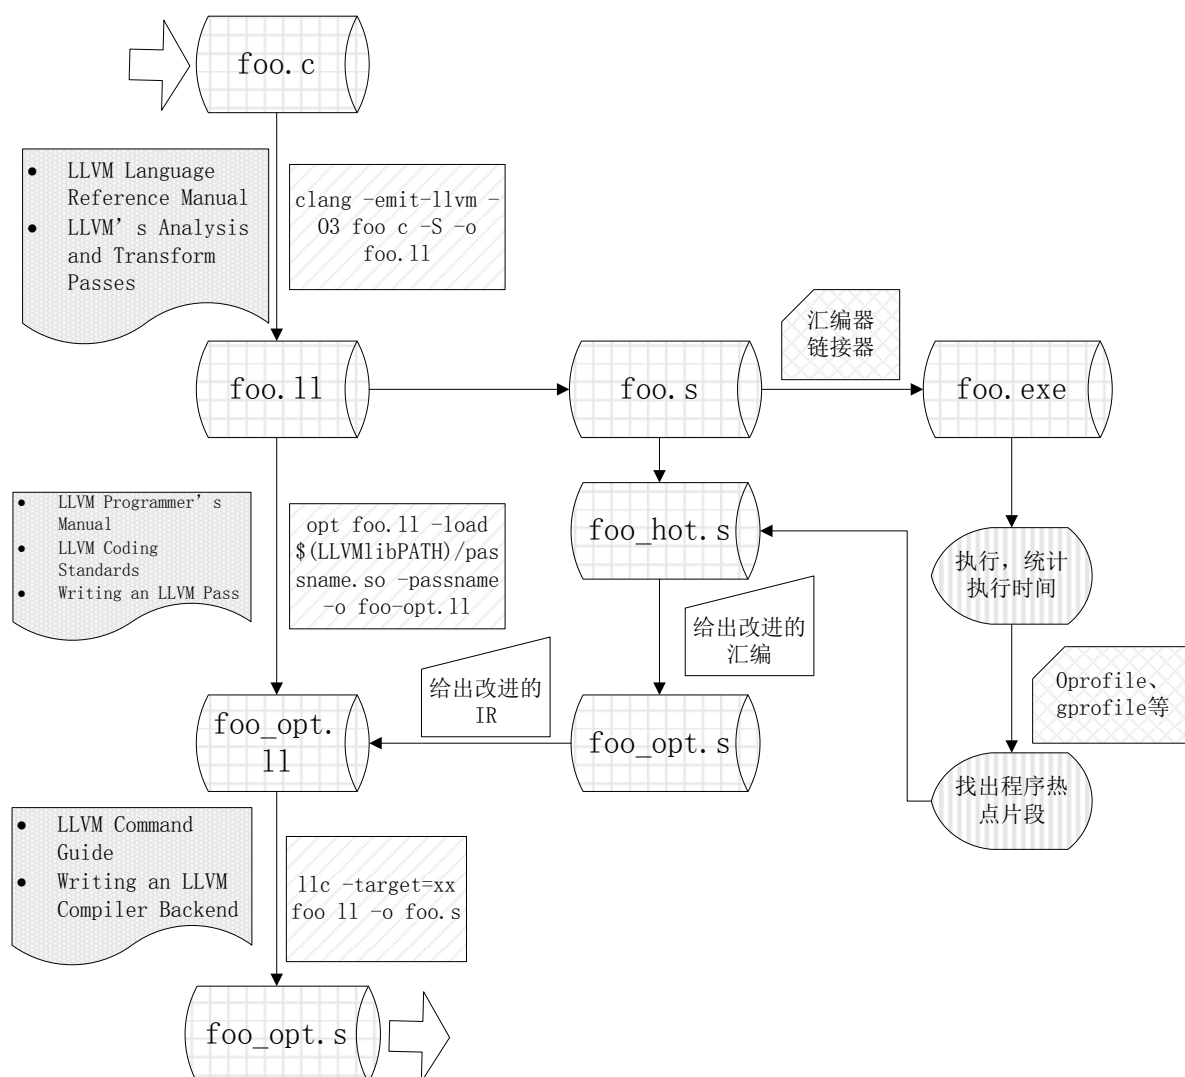 foo.c
● LLVM Language
Reference Manual
● LLVM’s Analysis
and Transform
Passes
clang -emit-llvm -
O3 foo c -S -o
foo.ll
汇编器
链接器
foo.ll
foo.s
foo.exe
● LLVM Programmer’s
Manual
● LLVM Coding
Standards
● Writing an LLVM Pass
opt foo.ll -load
$(LLVMlibPATH)/pas
sname.so -passname
-o foo-opt.ll
foo_hot.s
执行，统计
执行时间
给出改进的
汇编
给出改进的
IR
Oprofile、
gprofile等
foo_opt.
ll
foo_opt.s
找出程序热
点片段
● LLVM Command
Guide
● Writing an LLVM
Compiler Backend
llc -target=xx
foo ll -o foo.s
foo_opt.s